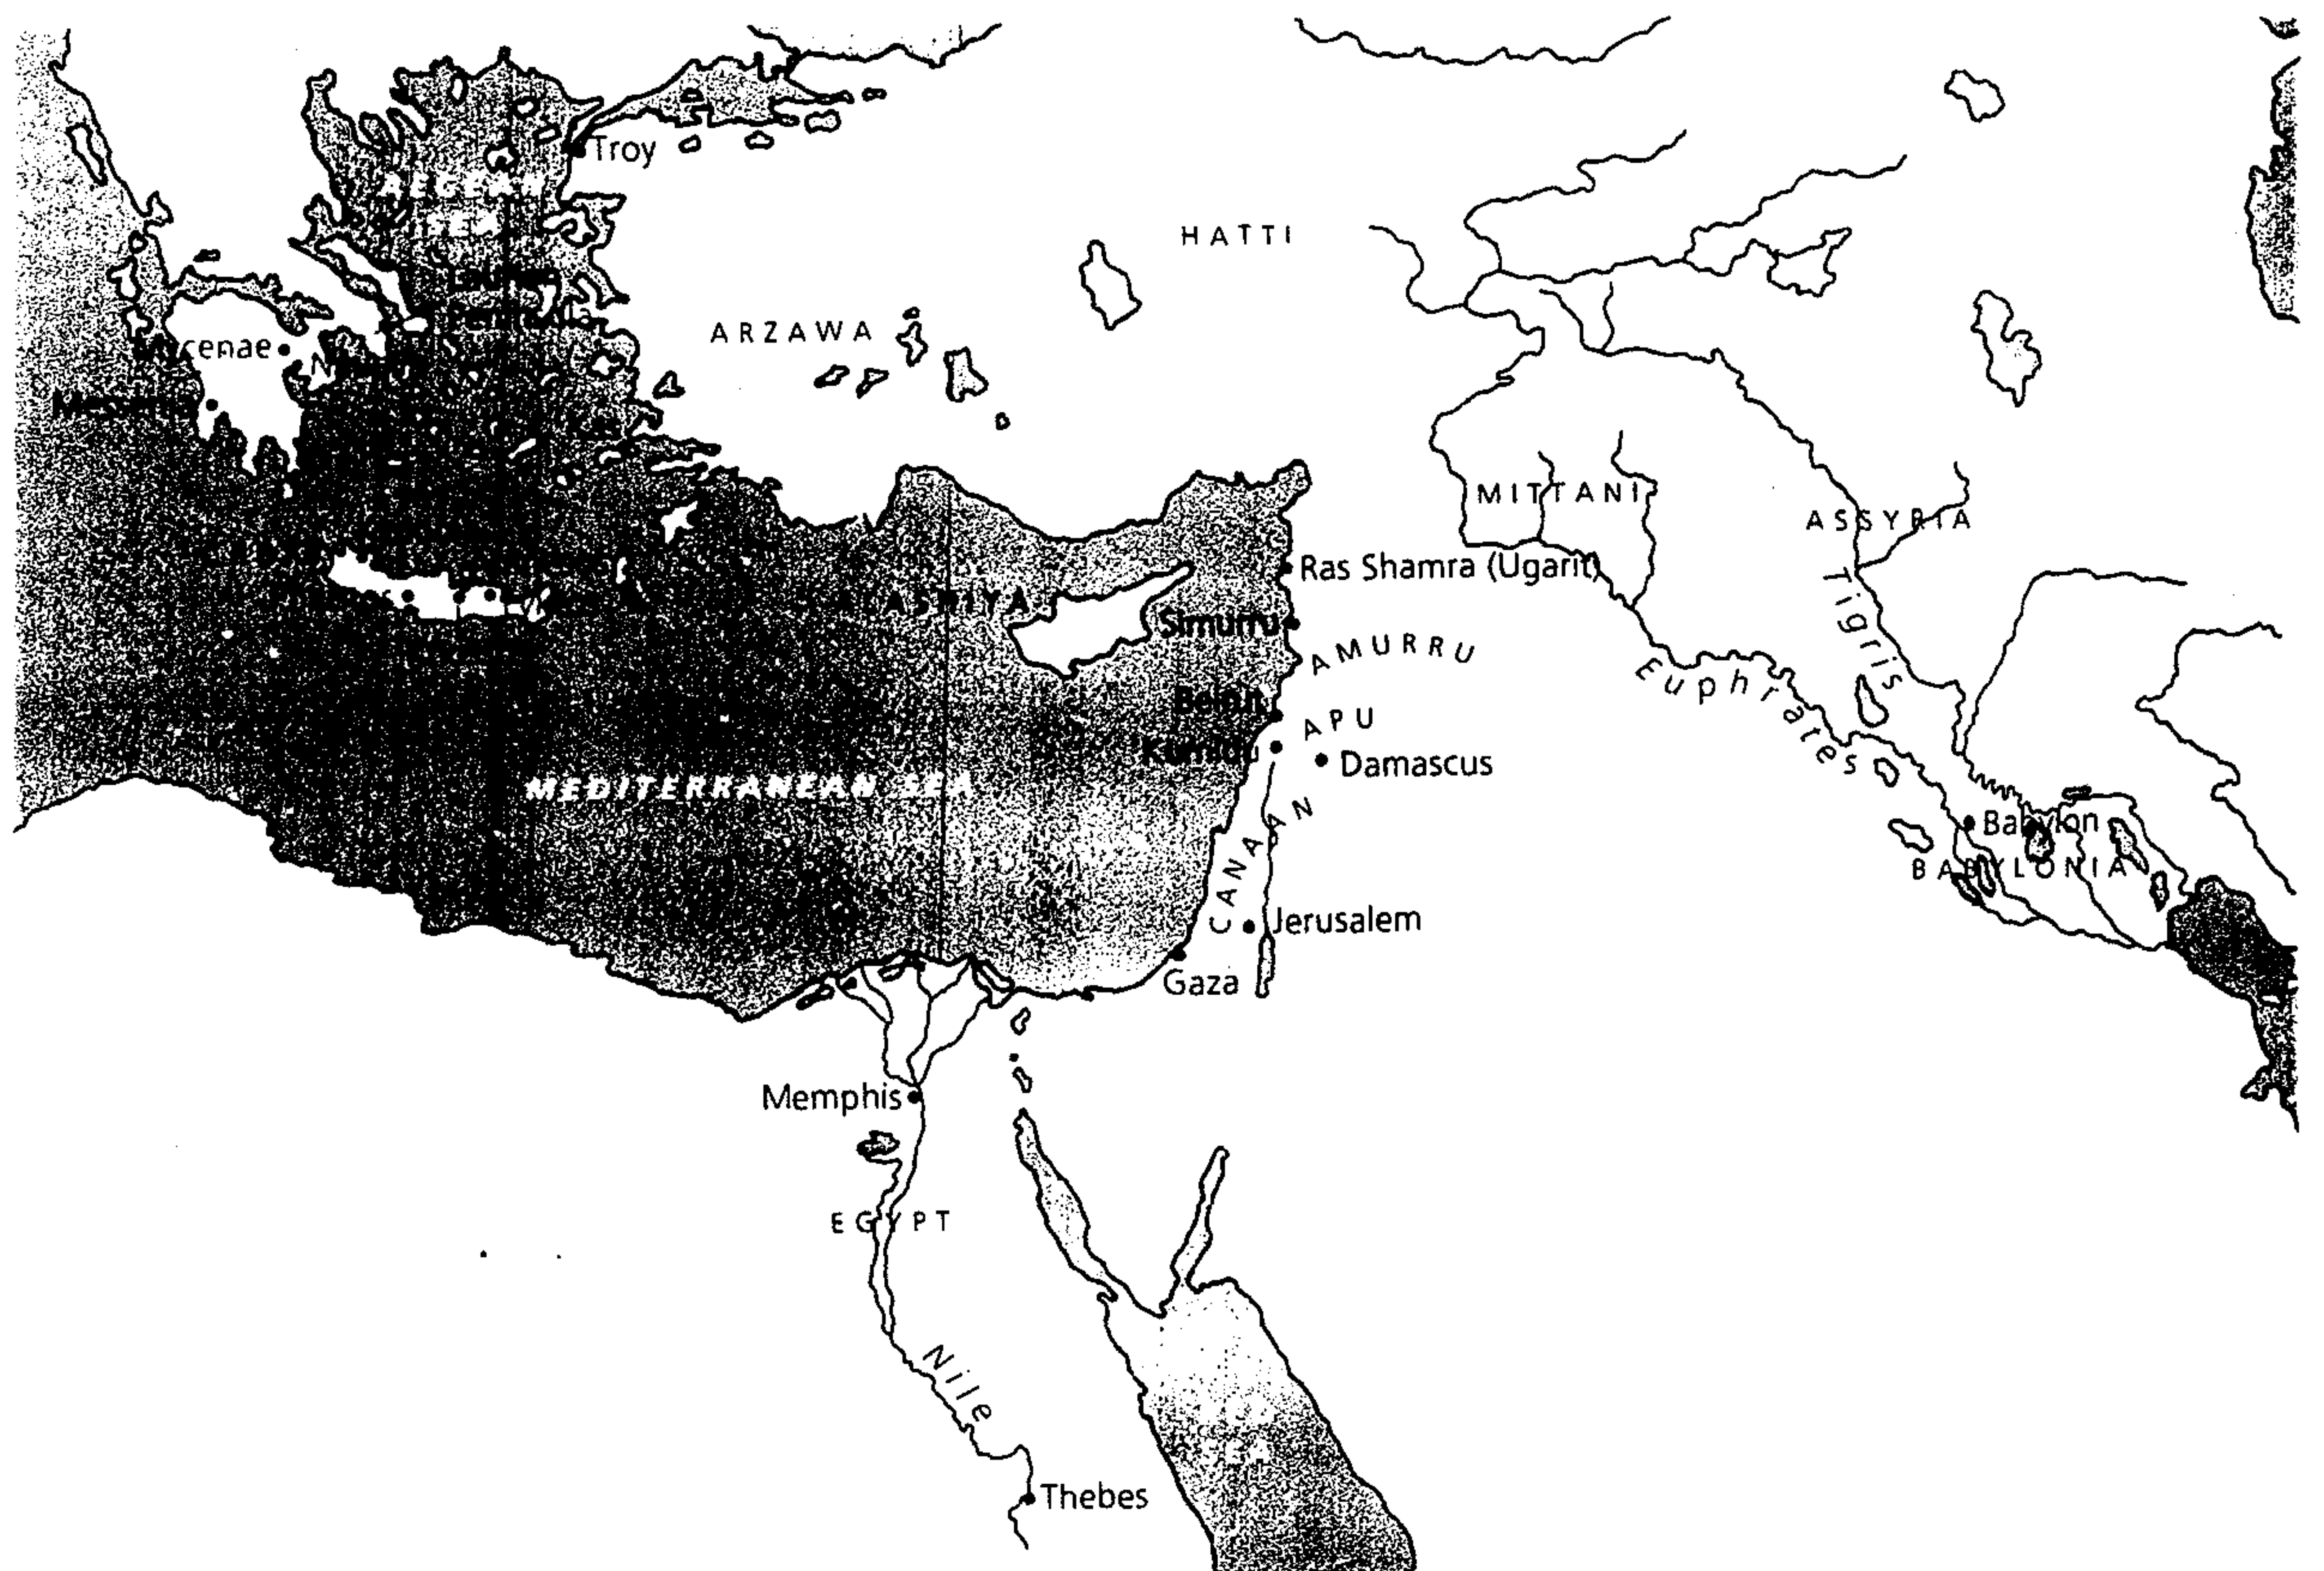 Troy
HATTI
ARZAWA
MITTANI
ASSYRIA
Ras Shamra (Ugarit)
Tigris
Simurru
AMURRU
Euphrates
Beirut
APU
Damascus
MEDITERRANEAN SEA
CANAAN
Babylon
BABYLONIA
Jerusalem
Gaza
Memphis
EGYPT
Nile
Thebes